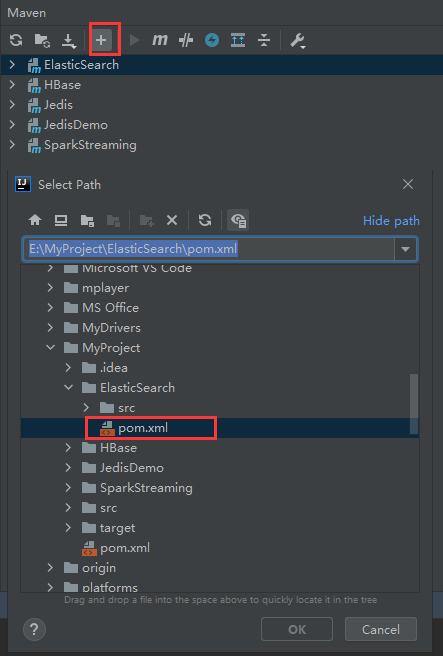 Maven
m
ElasticSearch
HBase
Jedis
JedisDemo
SparkStreaming
Select Path
Hide path
E:\MyProject\ElasticSearch\pom.xml
Microsoft VS Code
mplayer
MS Office
MyDrivers
MyProject
.idea
ElasticSearch
src
pom.xml
HBase
JedisDemo
SparkStreaming
src
target
pom.xml
origin
platforms
Drag and drop a file into the space above to quickly locate it in the tree
? OK Cancel